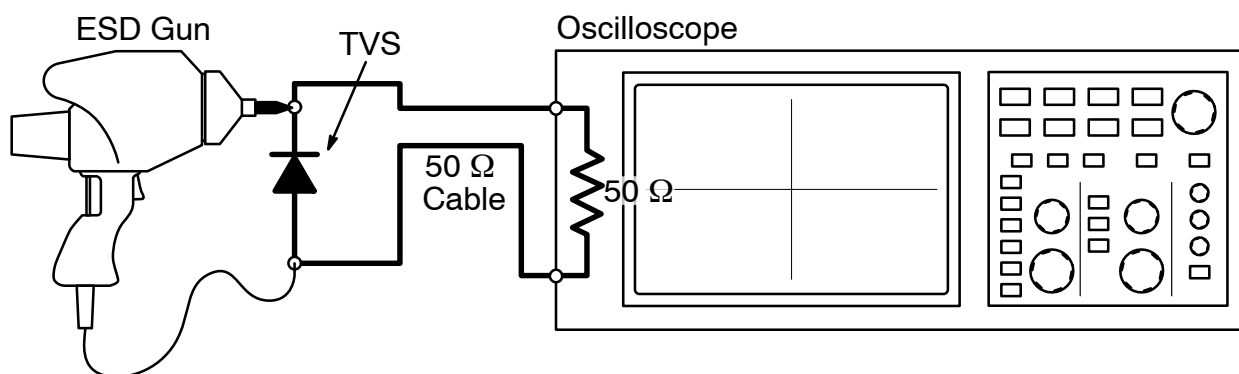 ESD Gun
TVS
Oscilloscope
50 Ω
Cable
50 Ω